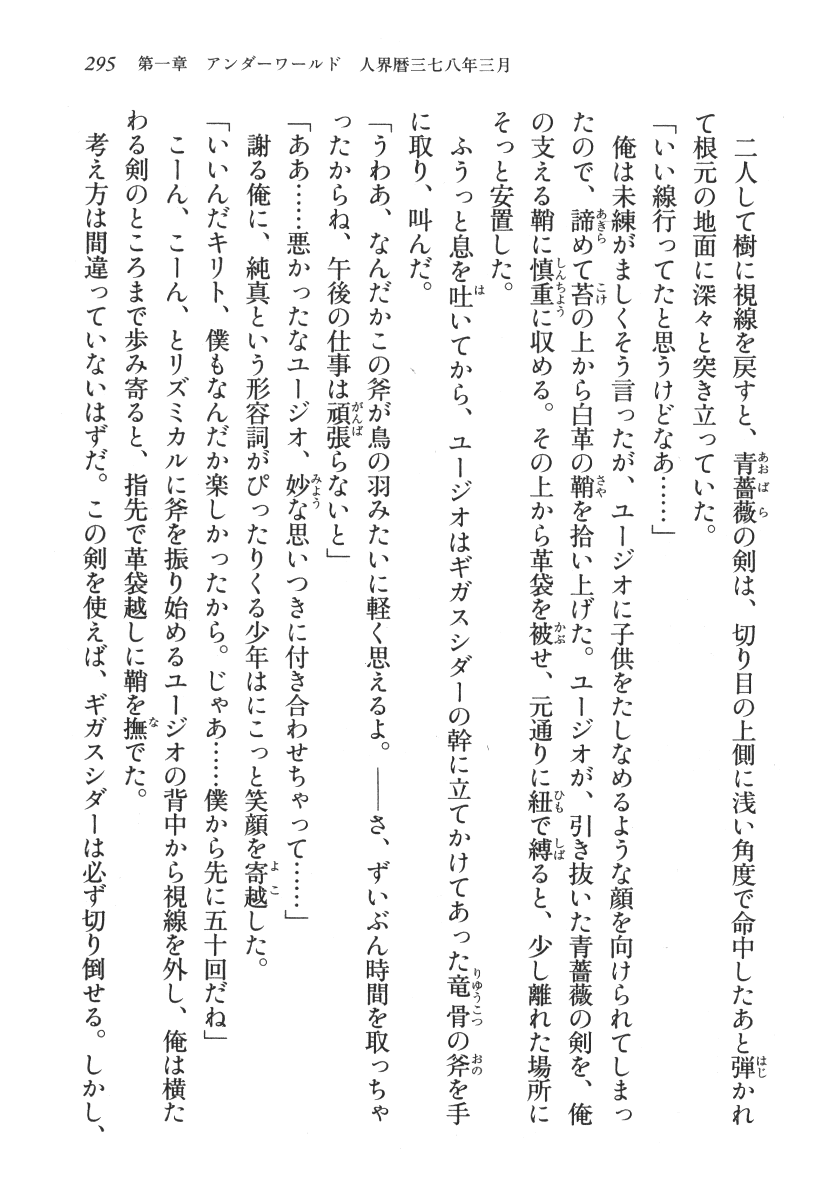 295　第一章　アンダーワールド　人界暦三七八年三月
　二人して樹に視線を戻すと、青薔薇の剣は、切り目の上側に浅い角度で命中したあと弾かれ
て根元の地面に深々と突き立っていた。
「いい線行ってたと思うけどなあ……」
　俺は未練がましくそう言ったが、ユージオに子供をたしなめるような顔を向けられてしまっ
たので、諦めて苔の上から白革の鞘を拾い上げた。ユージオが、引き抜いた青薔薇の剣を、俺
の支える鞘に慎重に収める。その上から革袋を被せ、元通りに紐で縛ると、少し離れた場所に
そっと安置した。
　ふうっと息を吐いてから、ユージオはギガスシダーの幹に立てかけてあった竜骨の斧を手
に取り、叫んだ。
「うわあ、なんだかこの斧が鳥の羽みたいに軽く思えるよ。――さ、ずいぶん時間を取っちゃ
ったからね、午後の仕事は頑張らないと」
「ああ……悪かったなユージオ、妙な思いつきに付き合わせちゃって……」
　謝る俺に、純真という形容詞がぴったりくる少年はにこっと笑顔を寄越した。
「いいんだキリト、僕もなんだか楽しかったから。じゃあ……僕から先に五十回だね」
　こーん、こーん、とリズミカルに斧を振り始めるユージオの背中から視線を外し、俺は横た
わる剣のところまで歩み寄ると、指先で革袋越しに鞘を撫でた。
　考え方は間違っていないはずだ。この剣を使えば、ギガスシダーは必ず切り倒せる。しかし、